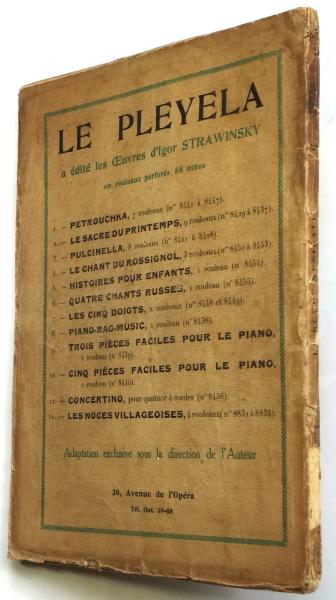 LE PLEYELA
a édité les Œuvres d'Igor STRAWINSKY
en rouleaux perforés, 88 notes
1. — PETROUCHKA, 7 rouleaux (nos 8441 à 8447).
2. — LE SACRE DU PRINTEMPS, 9 rouleaux (nos 8429 à 8437).
3. — PULCINELLA, 8 rouleaux (nos 8421 à 8428).
4. — LE CHANT DU ROSSIGNOL, 3 rouleaux (nos 8451 à 8453).
5. — HISTOIRES POUR ENFANTS, 1 rouleau (no 8454).
6. — QUATRE CHANTS RUSSES, 1 rouleau (no 8455).
7. — LES CINQ DOIGTS, 2 rouleaux (nos 8448 et 8449).
8. — PIANO-RAG-MUSIC, 1 rouleau (no 8438).
9. — TROIS PIÈCES FACILES POUR LE PIANO,
1 rouleau (no 8439).
10. — CINQ PIÈCES FACILES POUR LE PIANO,
1 rouleau (no 8440).
11. — CONCERTINO, pour quatuor à cordes (no 8456).
12. — LES NOCES VILLAGEOISES, 4 rouleaux( nos 8831 à 8834).
Adaptation exclusive sous la direction de l'Auteur
20, Avenue de l'Opéra
Tél. Gut. 39-68